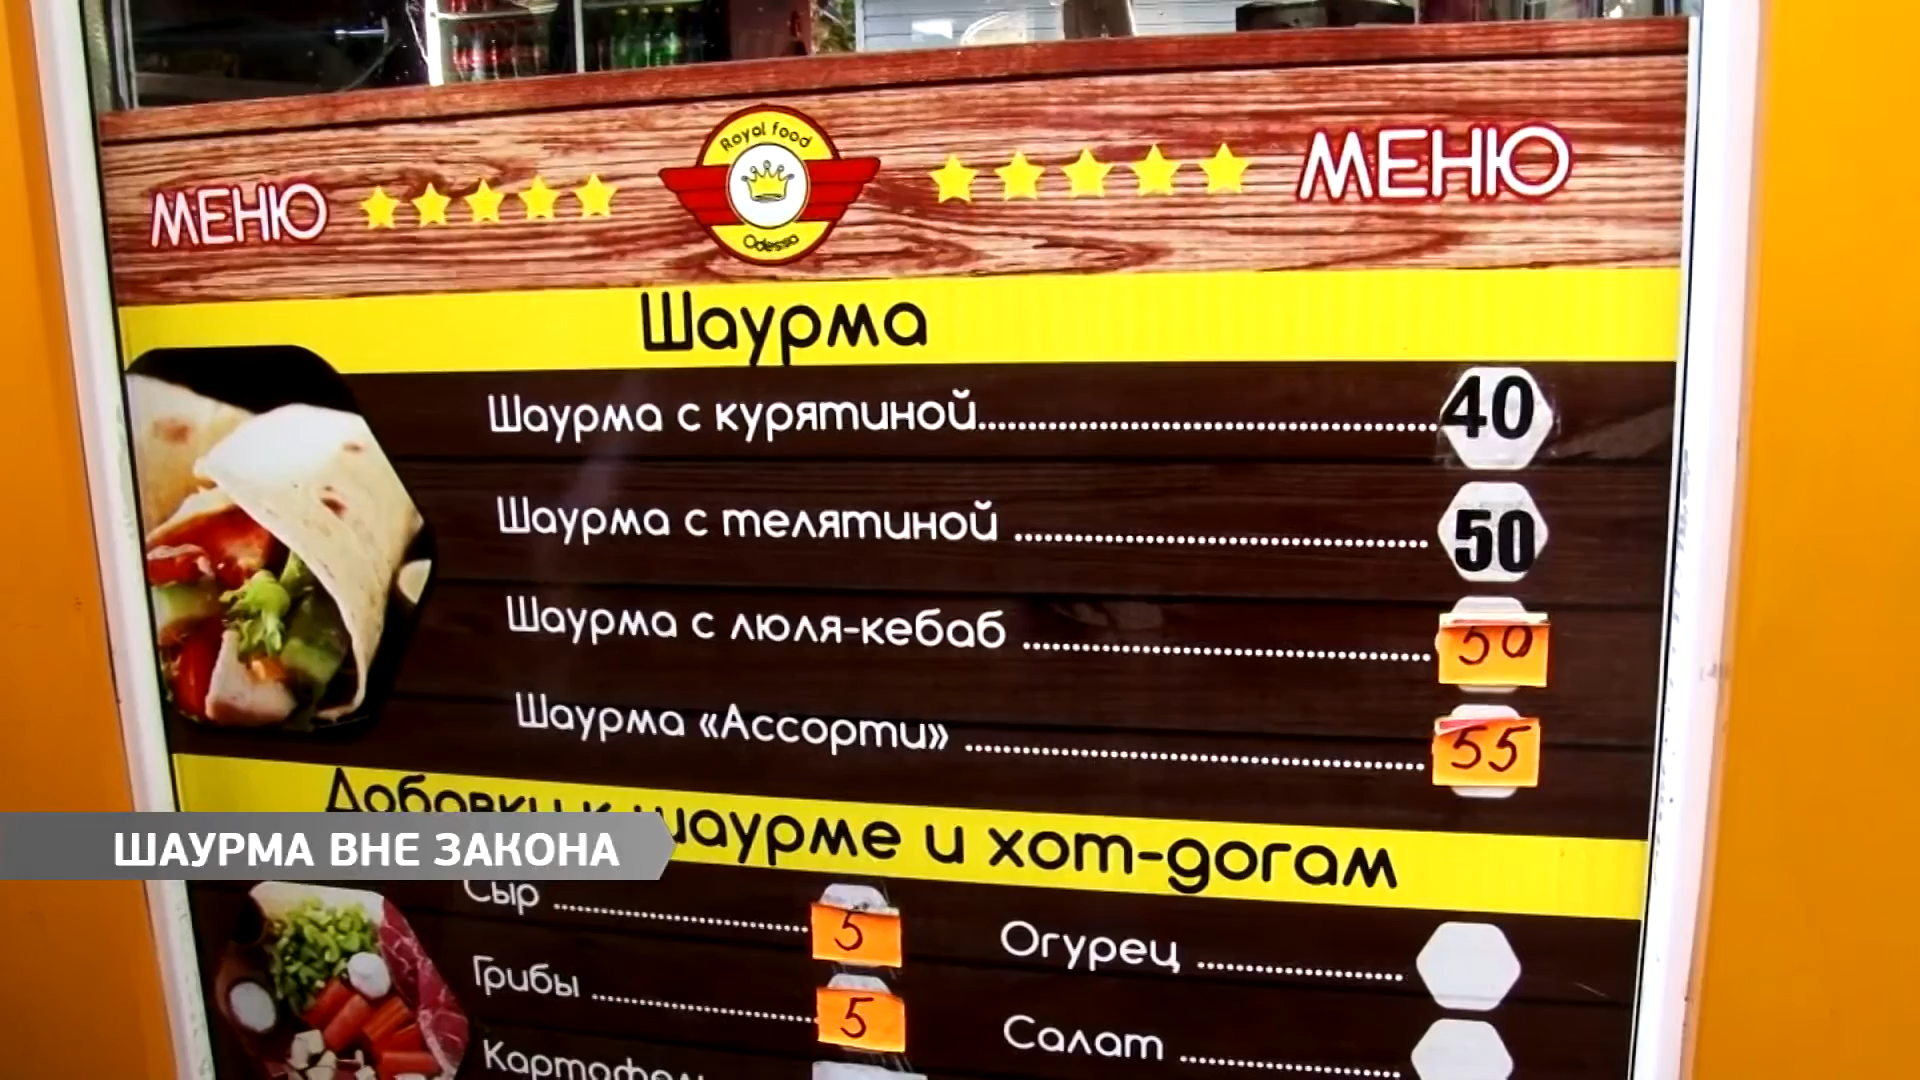 Royal food
МЕНЮ
Odessa
МЕНЮ
Шаурма
Шаурма с курятиной 40
Шаурма с телятиной 50
Шаурма с люля-кебаб 50
Шаурма «Ассорти» 55
Добавки к шаурме и хот-догам
ШАУРМА ВНЕ ЗАКОНА
Сыр 5
Огурец
Грибы 5
Салат